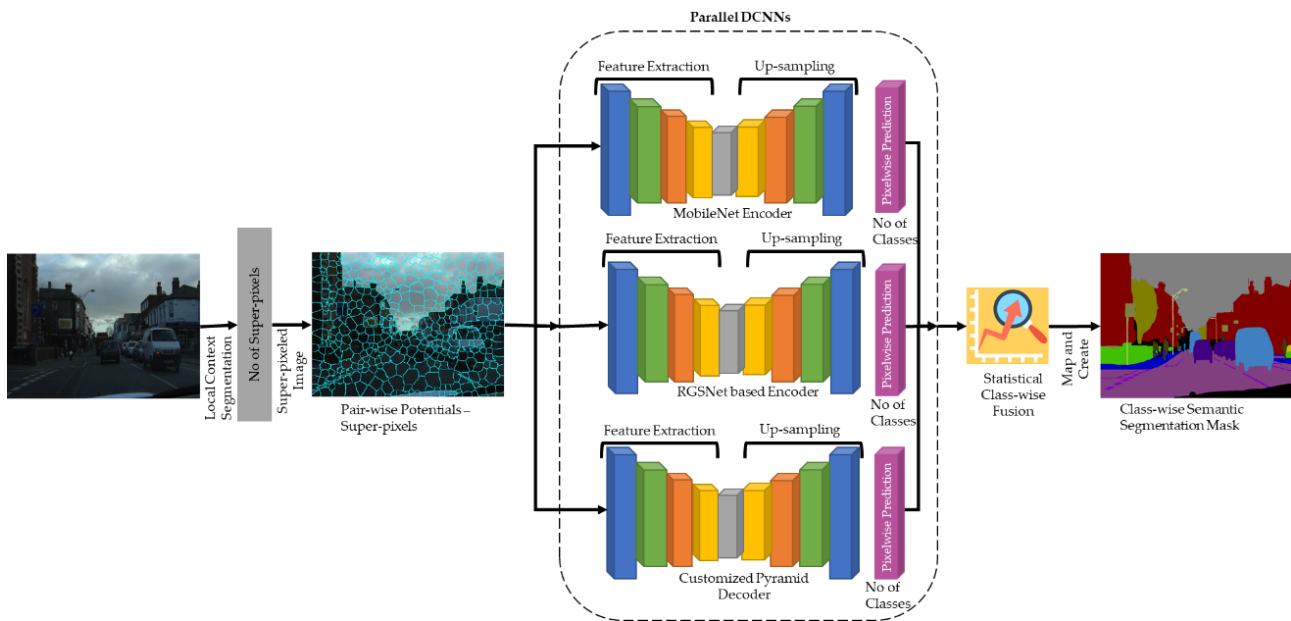 Parallel DCNNs
Feature Extraction
Up-sampling
Pixelwise Prediction
MobileNet Encoder
No of
Classes
Local Context
Segmentation
No of Super-pixels
Super-pixeled
Image
Pair-wise Potentials –
Super-pixels
Feature Extraction
Up-sampling
Pixelwise Prediction
RGSNet based Encoder
No of
Classes
Feature Extraction
Up-sampling
Pixelwise Prediction
Customized Pyramid
Decoder
No of
Classes
Statistical
Class-wise
Fusion
Map and
Create
Class-wise Semantic
Segmentation Mask